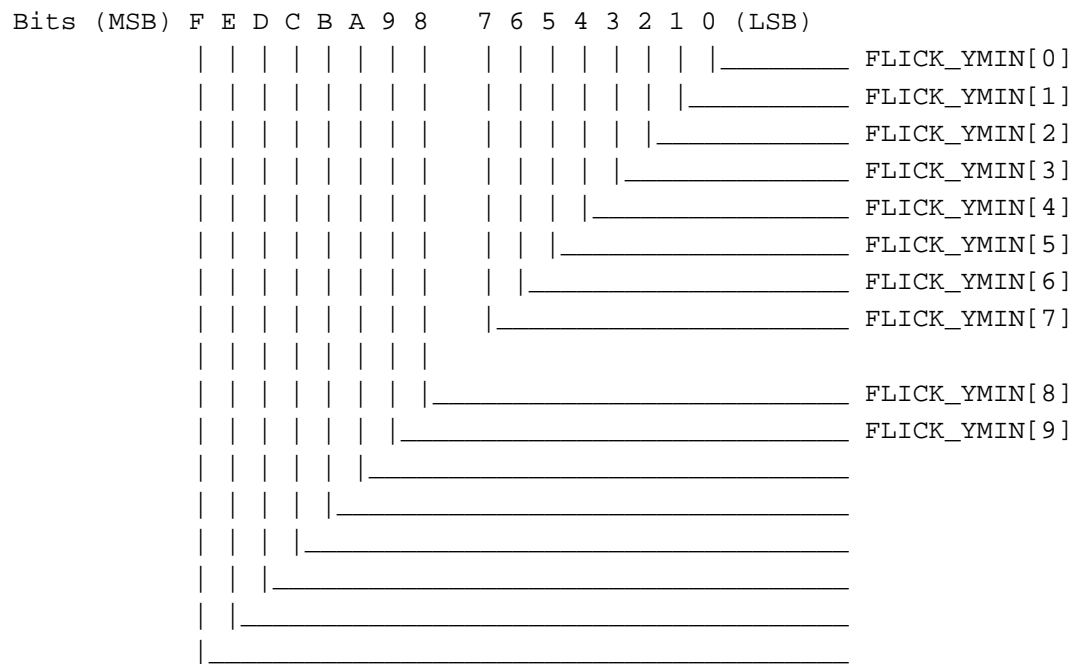 Bits (MSB) F E D C B A 9 8 7 6 5 4 3 2 1 0 (LSB)
FLICK_YMIN[0]
FLICK_YMIN[1]
FLICK_YMIN[2]
FLICK_YMIN[3]
FLICK_YMIN[4]
FLICK_YMIN[5]
FLICK_YMIN[6]
FLICK_YMIN[7]
FLICK_YMIN[8]
FLICK_YMIN[9]